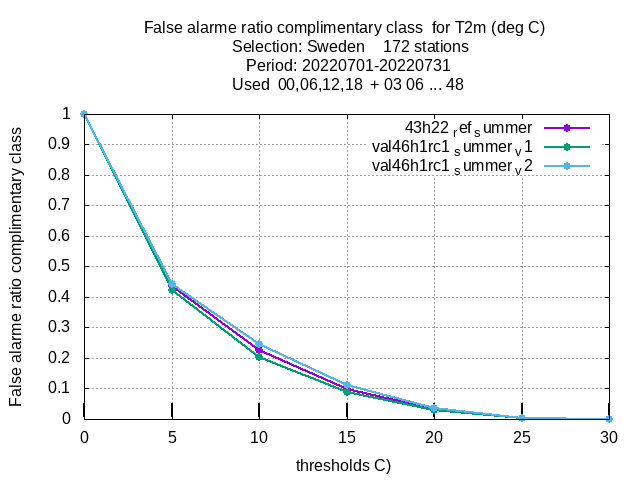 False alarme ratio complimentary class for T2m (deg C)
Selection: Sweden 172 stations
Period: 20220701-20220731
Used 00,06,12,18 + 03 06 ... 48
43h22 ref summer
val46h1rc1 summer v1
val46h1rc1 summer v2
False alarme ratio complimentary class
1
0.9
0.8
0.7
0.6
0.5
0.4
0.3
0.2
0.1
0
0 5 10 15 20 25 30
thresholds C)